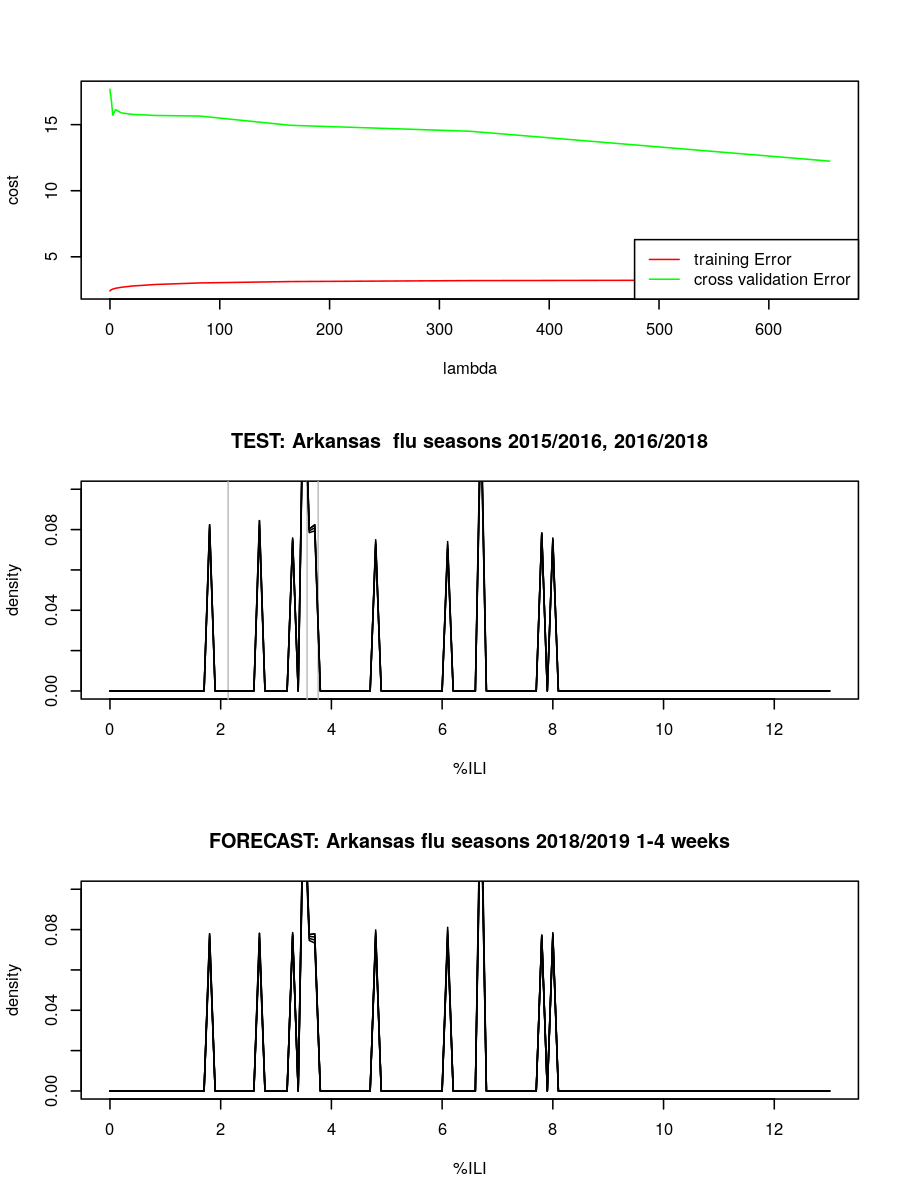 cost
15
10
5
training Error
cross validation Error
0 100 200 300 400 500 600
lambda
TEST: Arkansas  flu seasons 2015/2016, 2016/2018
density
0.08
0.04
0.00
0 2 4 6 8 10 12
%ILI
FORECAST: Arkansas flu seasons 2018/2019 1-4 weeks
density
0.08
0.04
0.00
0 2 4 6 8 10 12
%ILI